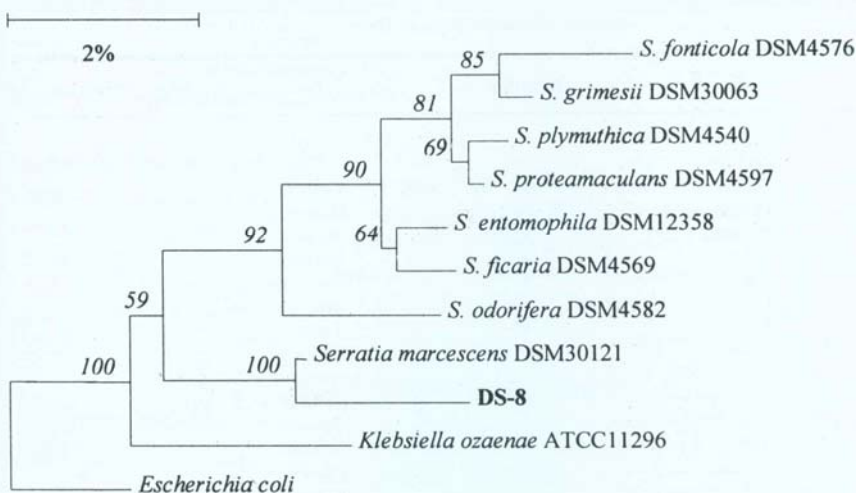 2%
85
S. fonticola DSM4576
81
S. grimesii DSM30063
69
S. plymuthica DSM4540
90
S. proteamaculans DSM4597
92
64
S entomophila DSM12358
S. ficaria DSM4569
59
S. odorifera DSM4582
100
100
Serratia marcescens DSM30121
DS-8
Klebsiella ozaenae ATCC11296
Escherichia coli